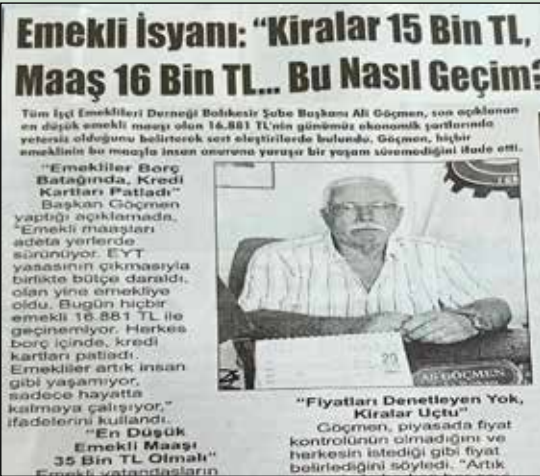 Emekli İsyanı: “Kiralar 15 Bin TL,
Maaş 16 Bin TL... Bu Nasıl Geçim?
Tüm İşçi Emeklileri Derneği Balıkesir Şube Başkanı Ali Göçmen, son açıklanan
en düşük emekli maaşı olan 16.881 TL'nin günümüz ekonomik şartlarında
yetersiz olduğunu belirterek sert eleştirilerde bulundu. Göçmen, hiçbir
emeklinin bu maaşla insan onuruna yaraşır bir yaşam süremediğini ifade etti.
“Emekliler Borç
Batağında, Kredi
Kartları Patladı”
Başkan Göçmen
yaptığı açıklamada,
“Emekli maaşları
adeta yerlerde
sürünüyor. EYT
yasasının çıkmasıyla
birlikte bütçe daraldı,
olan yine emekliye
oldu. Bugün hiçbir
emekli 16.881 TL ile
geçinemiyor. Herkes
borç içinde, kredi
kartları patladı.
Emekliler artık insan
gibi yaşamıyor,
sadece hayatta
kalmaya çalışıyor,”
ifadelerini kullandı.
“En Düşük
Emekli Maaşı
35 Bin TL Olmalı”
Emekli vatandaşların
29
Ali GÖÇMEN
“Fiyatları Denetleyen Yok,
Kiralar Uçtu”
Göçmen, piyasada fiyat
kontrolünün olmadığını ve
herkesin istediği gibi fiyat
belirlediğini söyledi. “Artık